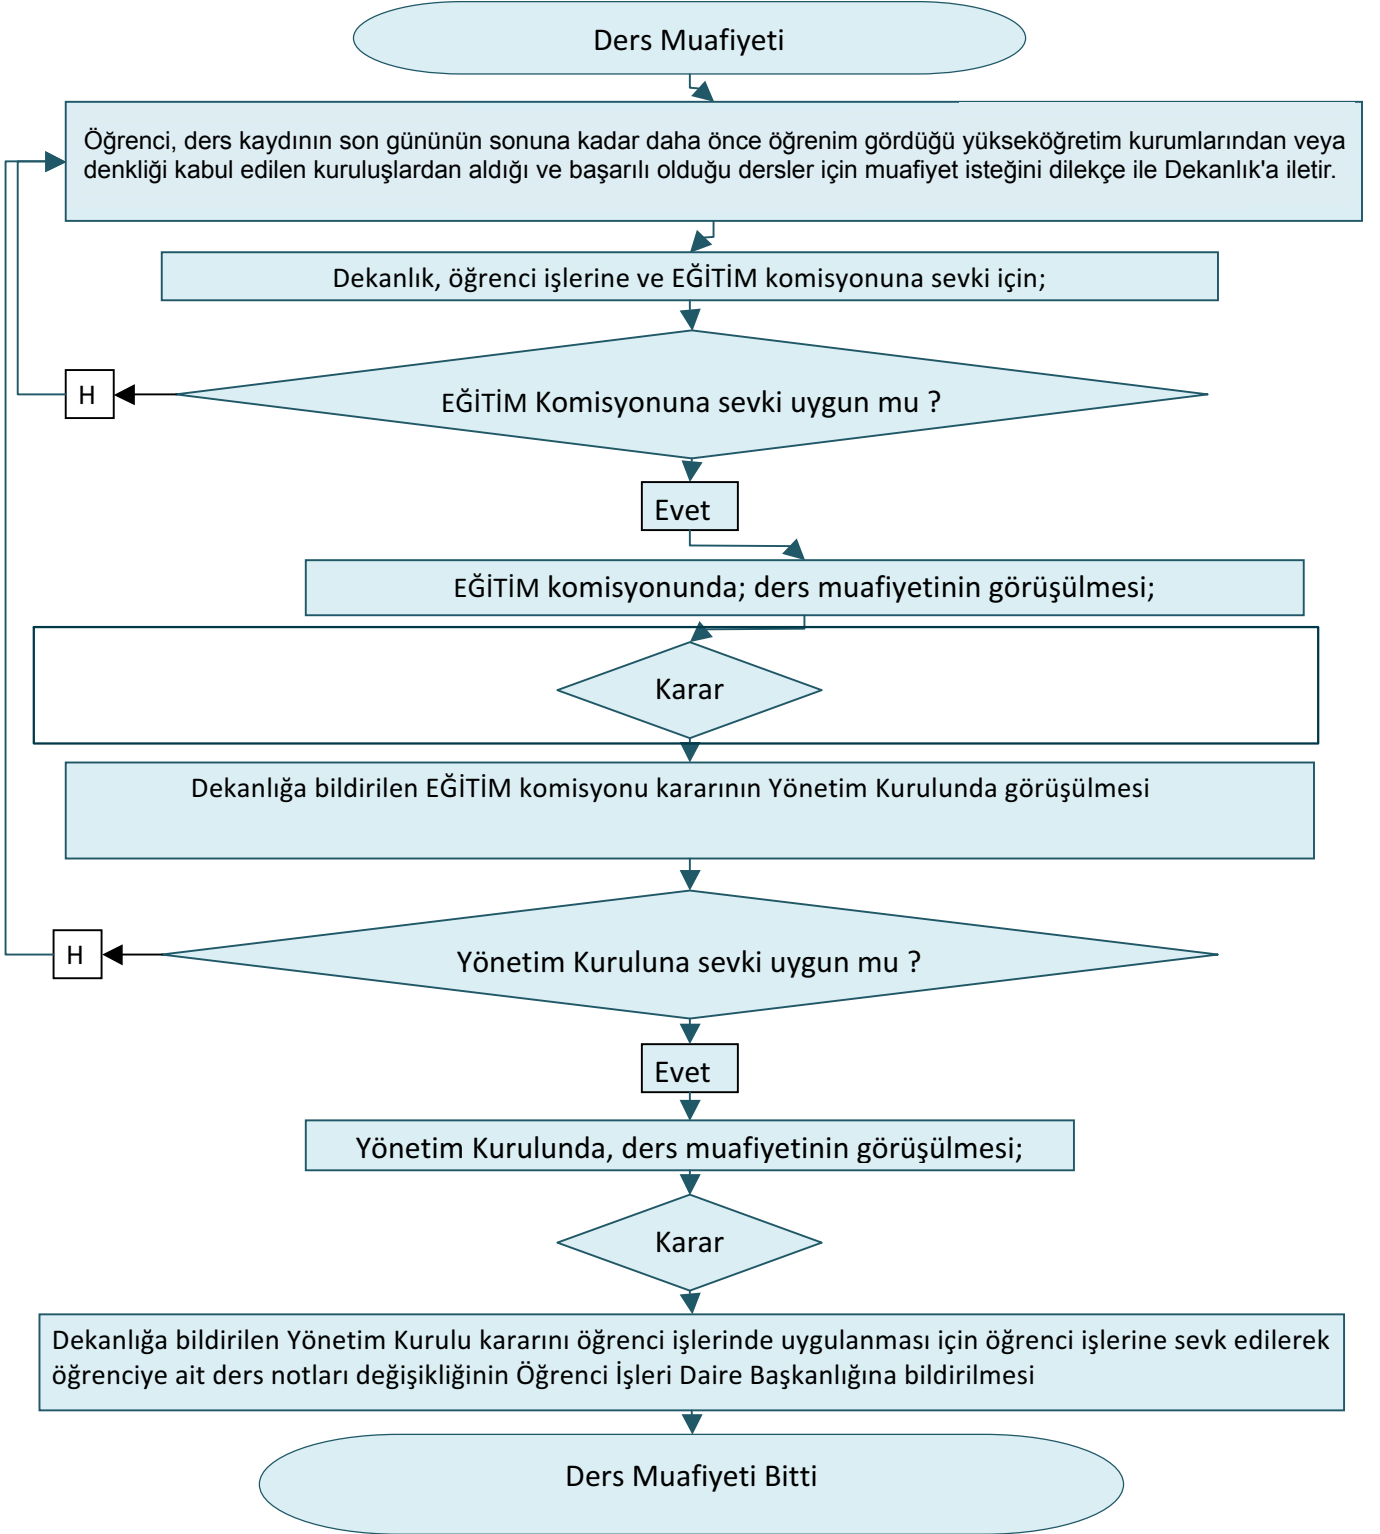 Ders Muafiyeti
Öğrenci, ders kaydının son gününün sonuna kadar daha önce öğrenim gördüğü yükseköğretim kurumlarından veya
denkliği kabul edilen kuruluşlardan aldığı ve başarılı olduğu dersler için muafiyet isteğini dilekçe ile Dekanlık'a iletir.
Dekanlık, öğrenci işlerine ve EĞİTİM komisyonuna sevki için;
H
EĞİTİM Komisyonuna sevki uygun mu ?
Evet
EĞİTİM komisyonunda; ders muafiyetinin görüşülmesi;
Karar
Dekanlığa bildirilen EĞİTİM komisyonu kararının Yönetim Kurulunda görüşülmesi
H
Yönetim Kuruluna sevki uygun mu ?
Evet
Yönetim Kurulunda, ders muafiyetinin görüşülmesi;
Karar
Dekanlığa bildirilen Yönetim Kurulu kararını öğrenci işlerinde uygulanması için öğrenci işlerine sevk edilerek
öğrenciye ait ders notları değişikliğinin Öğrenci İşleri Daire Başkanlığına bildirilmesi
Ders Muafiyeti Bitti